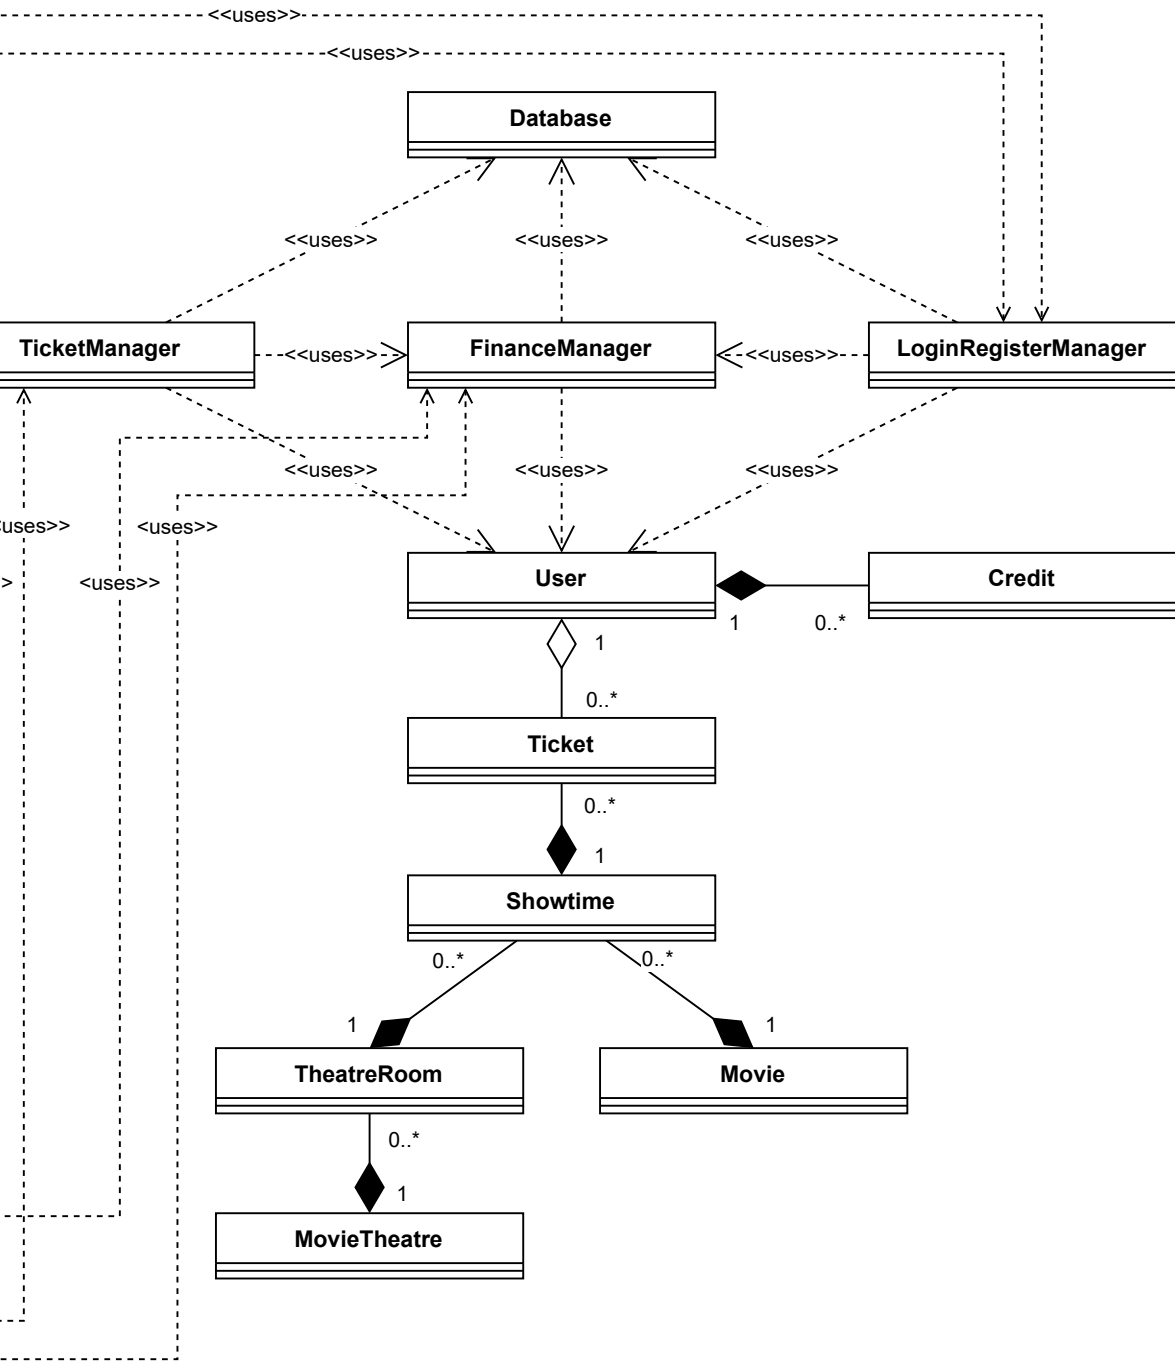 <<uses>>
<<uses>>
Database
<<uses>>
<<uses>>
<<uses>>
TicketManager
<<uses>>
FinanceManager
<<uses>>
LoginRegisterManager
<<uses>>
<<uses>>
<<uses>>
<uses>>
<uses>>
>
<uses>>
User
1
0..*
Credit
1
0..*
Ticket
0..*
1
Showtime
0..*
0..*
1
1
TheatreRoom
Movie
0..*
1
MovieTheatre